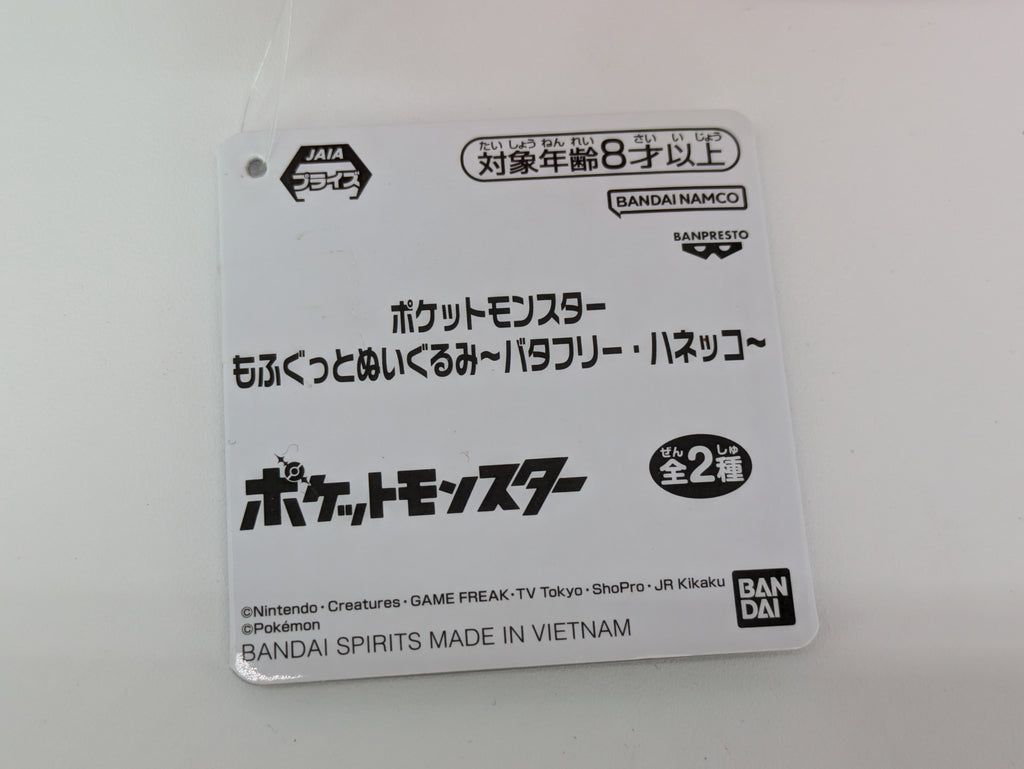 JAIA
プライズ
たいしょうねんれい さいいじょう
対象年齢8才以上
BANDAI NAMCO
BANPRESTO
ポケットモンスター
もふぐっとぬいぐるみ~バタフリー・ハネッコ~
ポケットモンスター
ぜん しゅ
全2種
©Nintendo・Creatures・GAME FREAK・TV Tokyo・ShoPro・JR Kikaku
©Pokémon
BANDAI SPIRITS MADE IN VIETNAM
BAN
DAI